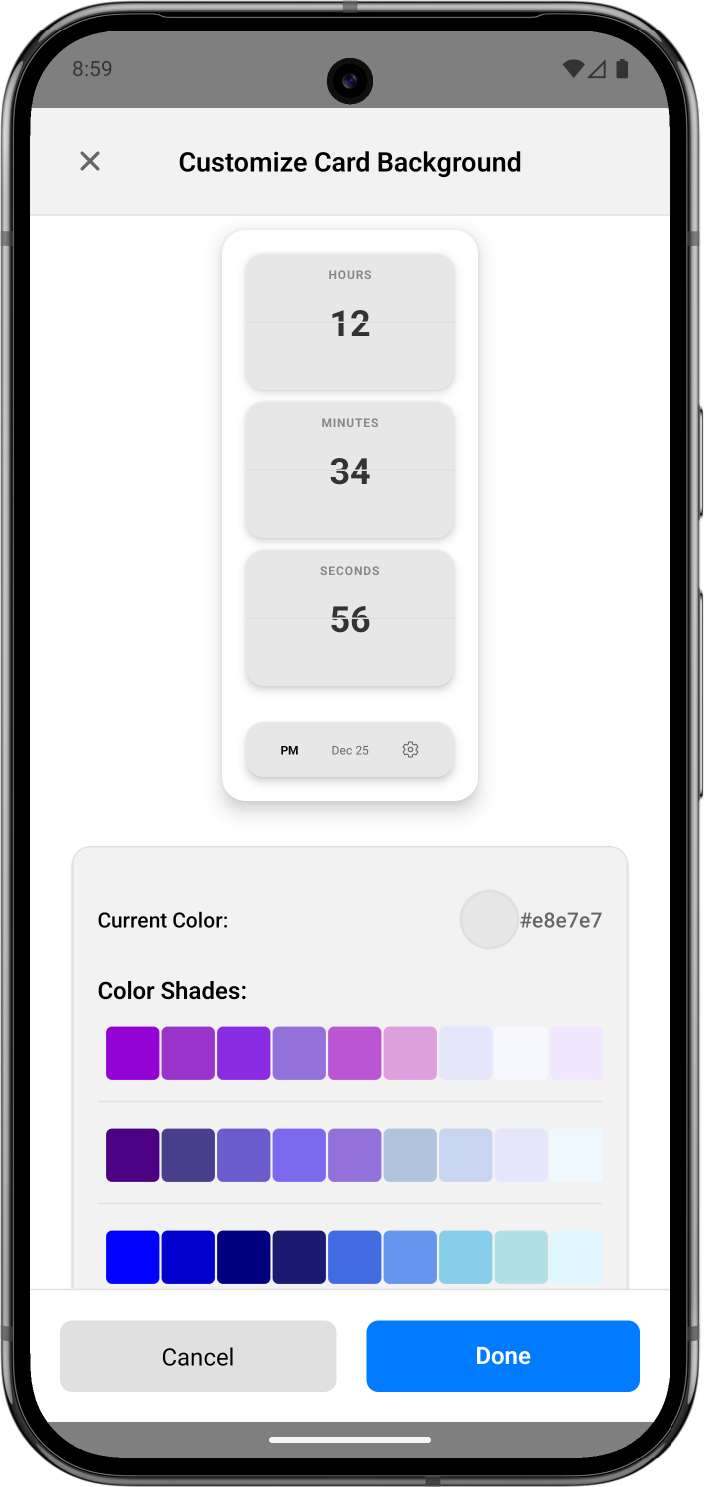 8:59
Customize Card Background
HOURS
12
MINUTES
34
SECONDS
56
PM Dec 25
Current Color: #e8e7e7
Color Shades:
Cancel Done